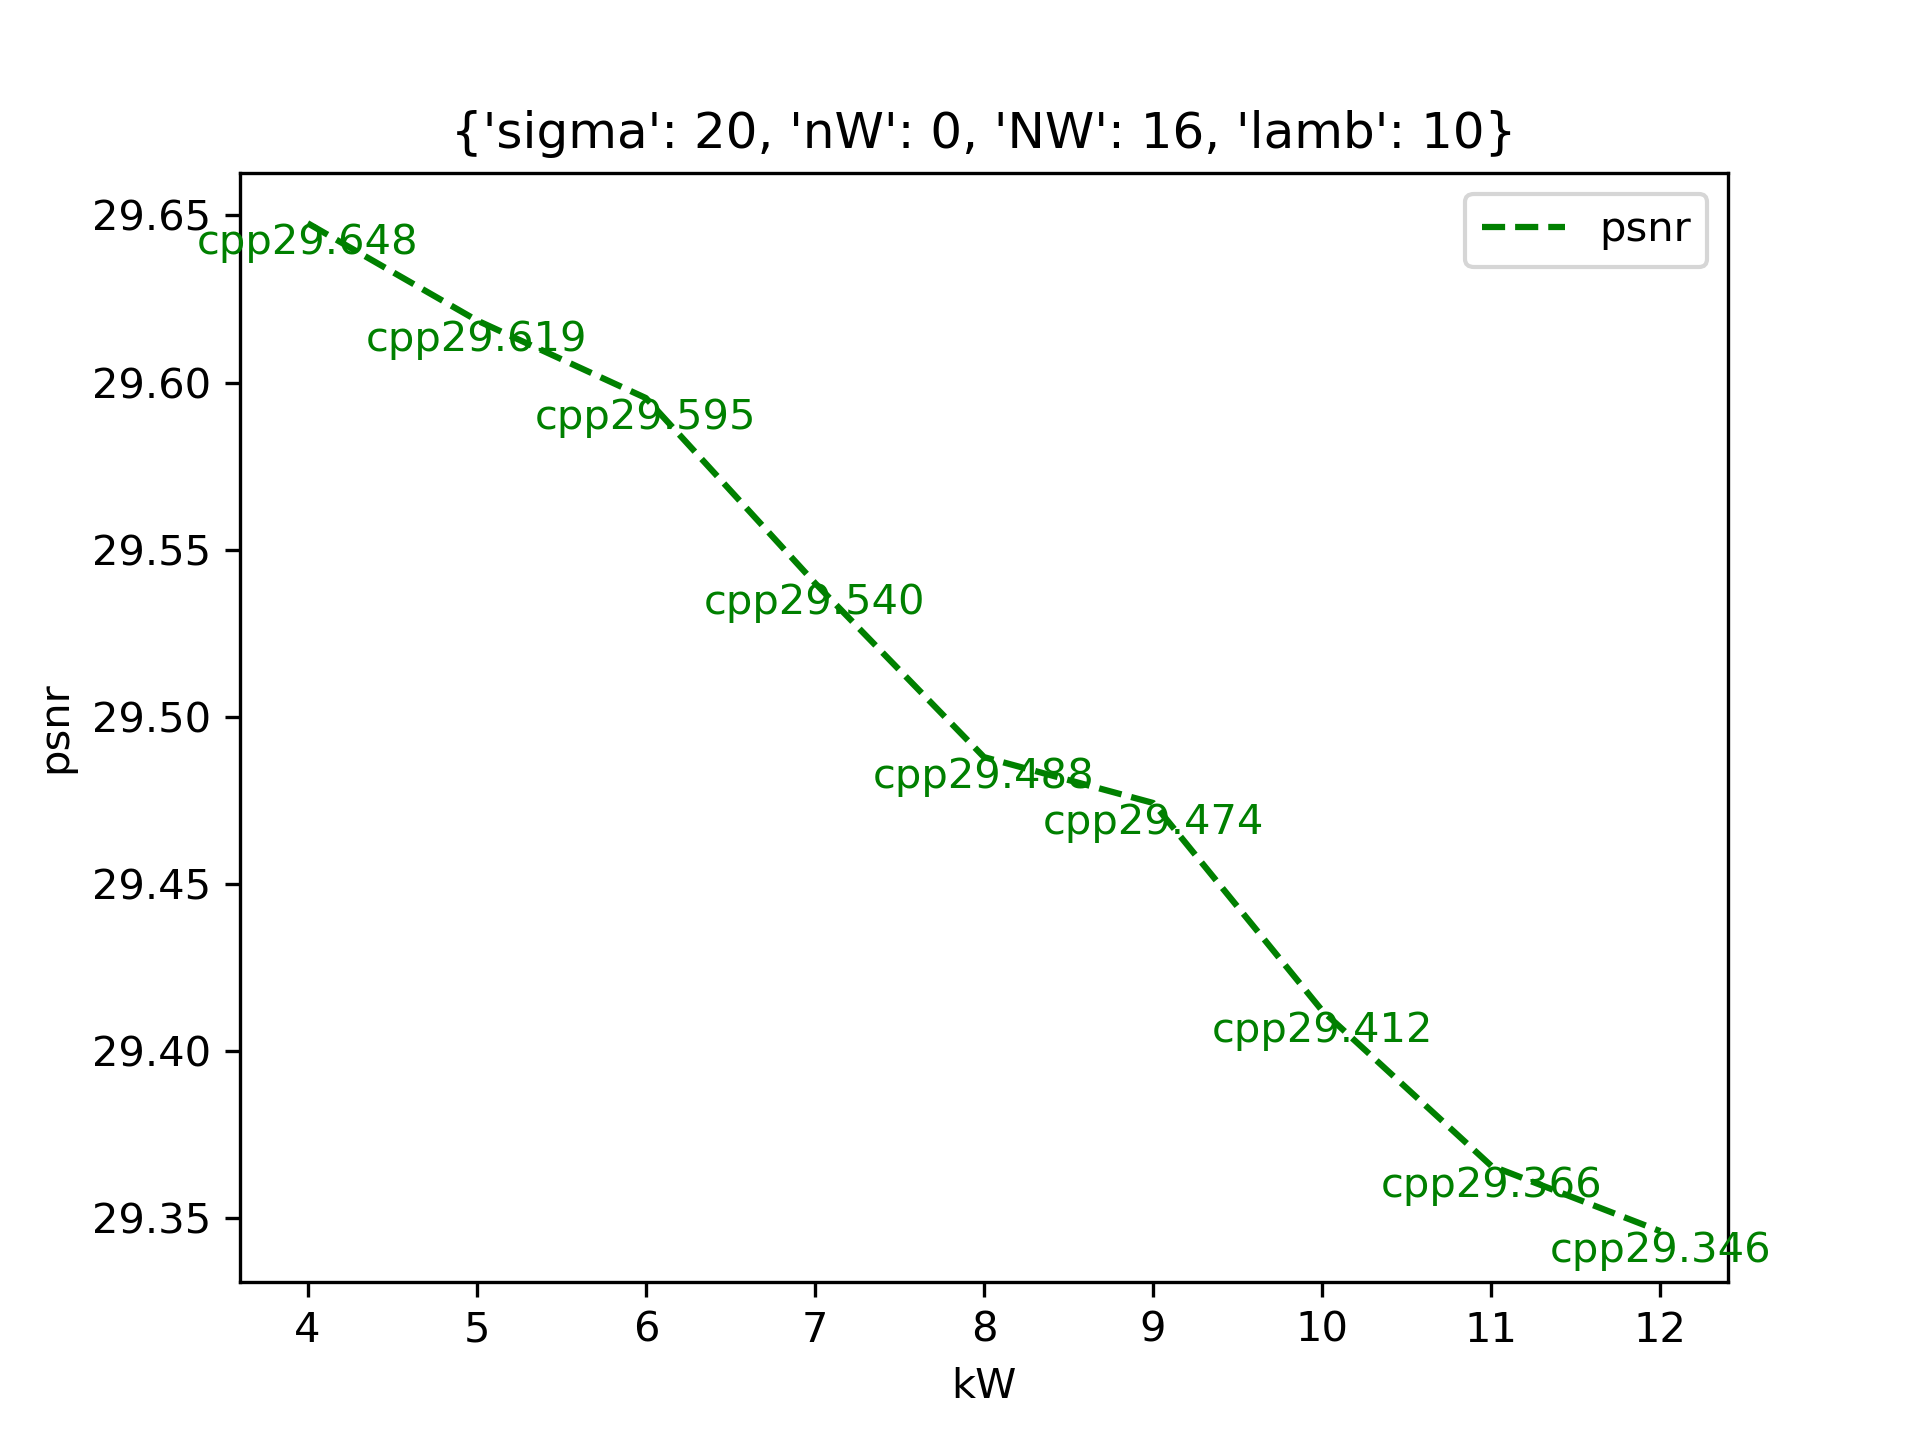 {'sigma': 20, 'nW': 0, 'NW': 16, 'lamb': 10}
psnr
29.65
29.60
29.55
29.50
29.45
29.40
29.35
psnr
cpp29.648
cpp29.619
cpp29.595
cpp29.540
cpp29.488
cpp29.474
cpp29.412
cpp29.366
cpp29.346
4 5 6 7 8 9 10 11 12
kW